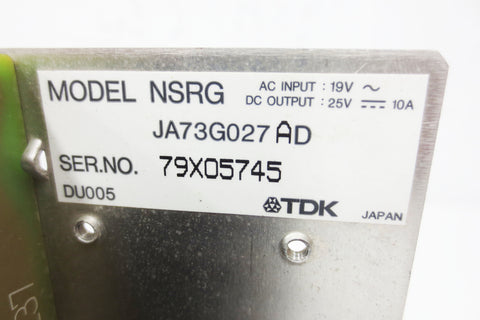 MODEL NSRG
AC INPUT : 19V ~
DC OUTPUT : 25V ⎓ 10A
JA73G027 AD
SER.NO. 79X05745
DU005
TDK
JAPAN